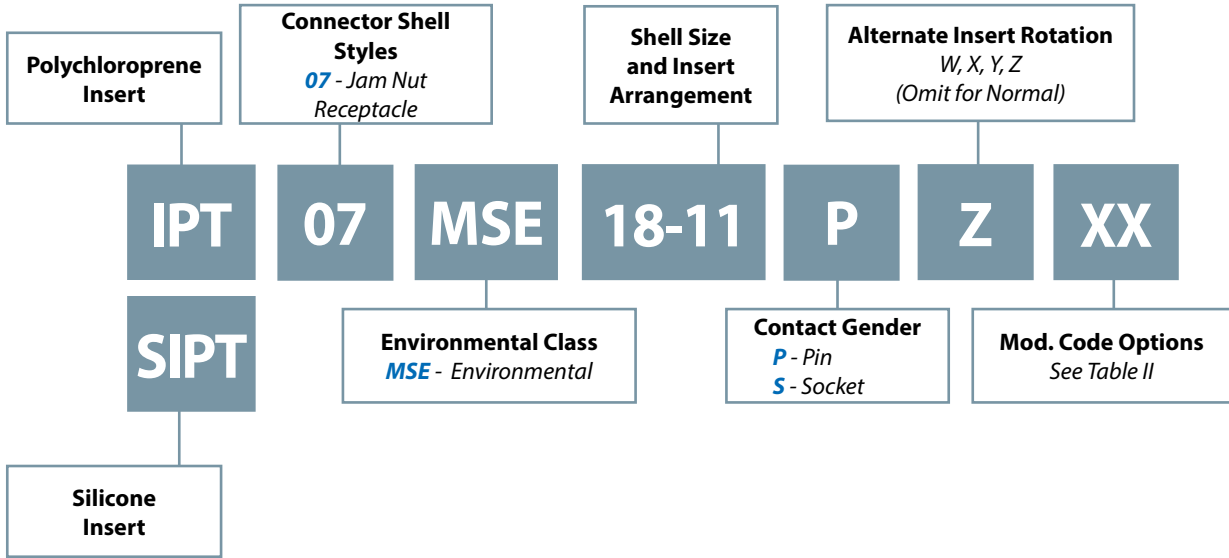 Polychloroprene
Insert
Connector Shell
Styles
07 - Jam Nut
Receptacle
Shell Size
and Insert
Arrangement
Alternate Insert Rotation
W, X, Y, Z
(Omit for Normal)
IPT 07 MSE 18-11 P Z XX
SIPT
Environmental Class
MSE - Environmental
Contact Gender
P - Pin
S - Socket
Mod. Code Options
See Table II
Silicone
Insert